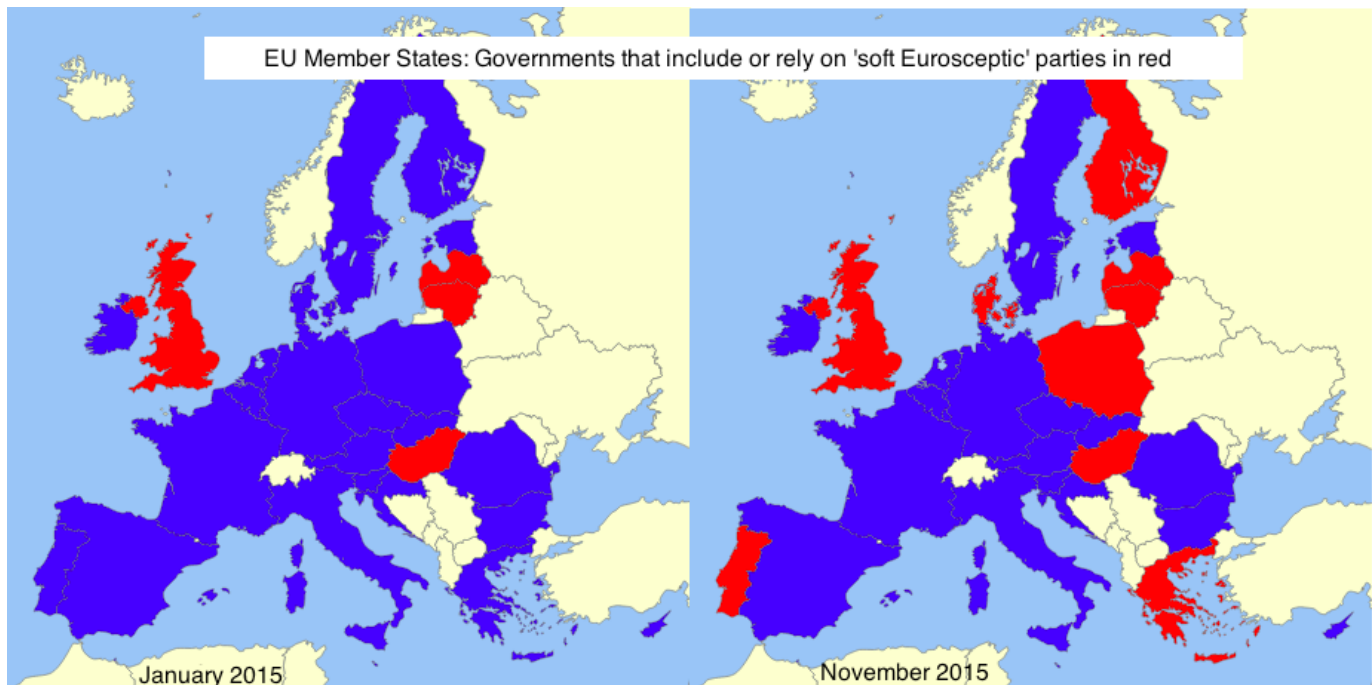 EU Member States: Governments that include or rely on 'soft Eurosceptic' parties in red
January 2015
November 2015